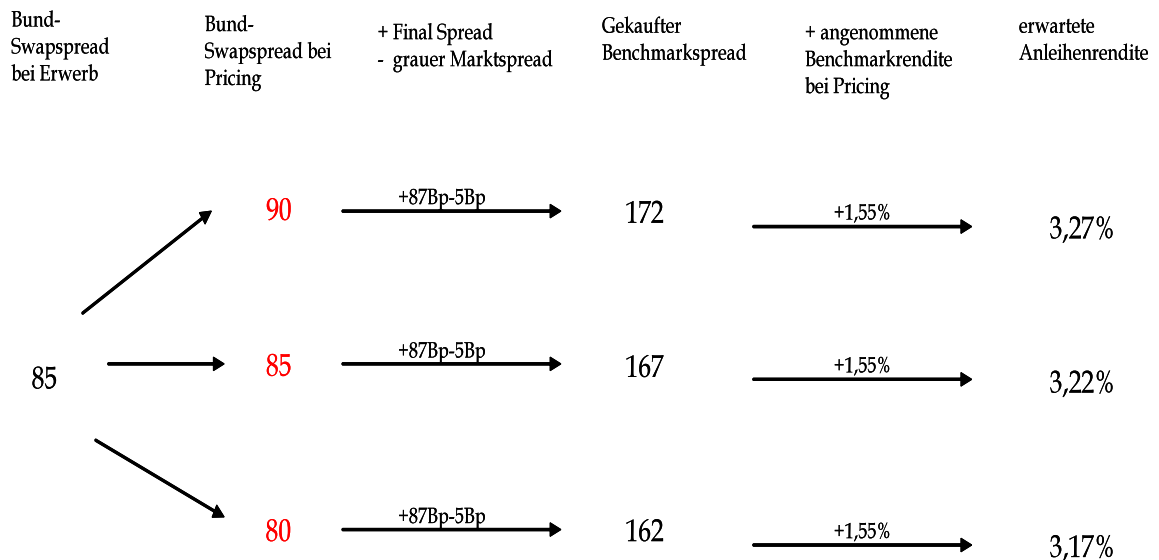 Bund-
Swapspread
bei Erwerb
Bund-
Swapspread bei
Pricing
+ Final Spread
- grauer Marktspread
Gekaufter
Benchmarkspread
+ angenommene
Benchmarkrendite
bei Pricing
erwartete
Anleihenrendite
90
+87Bp-5Bp
172
+1,55%
3,27%
85
85
+87Bp-5Bp
167
+1,55%
3,22%
80
+87Bp-5Bp
162
+1,55%
3,17%